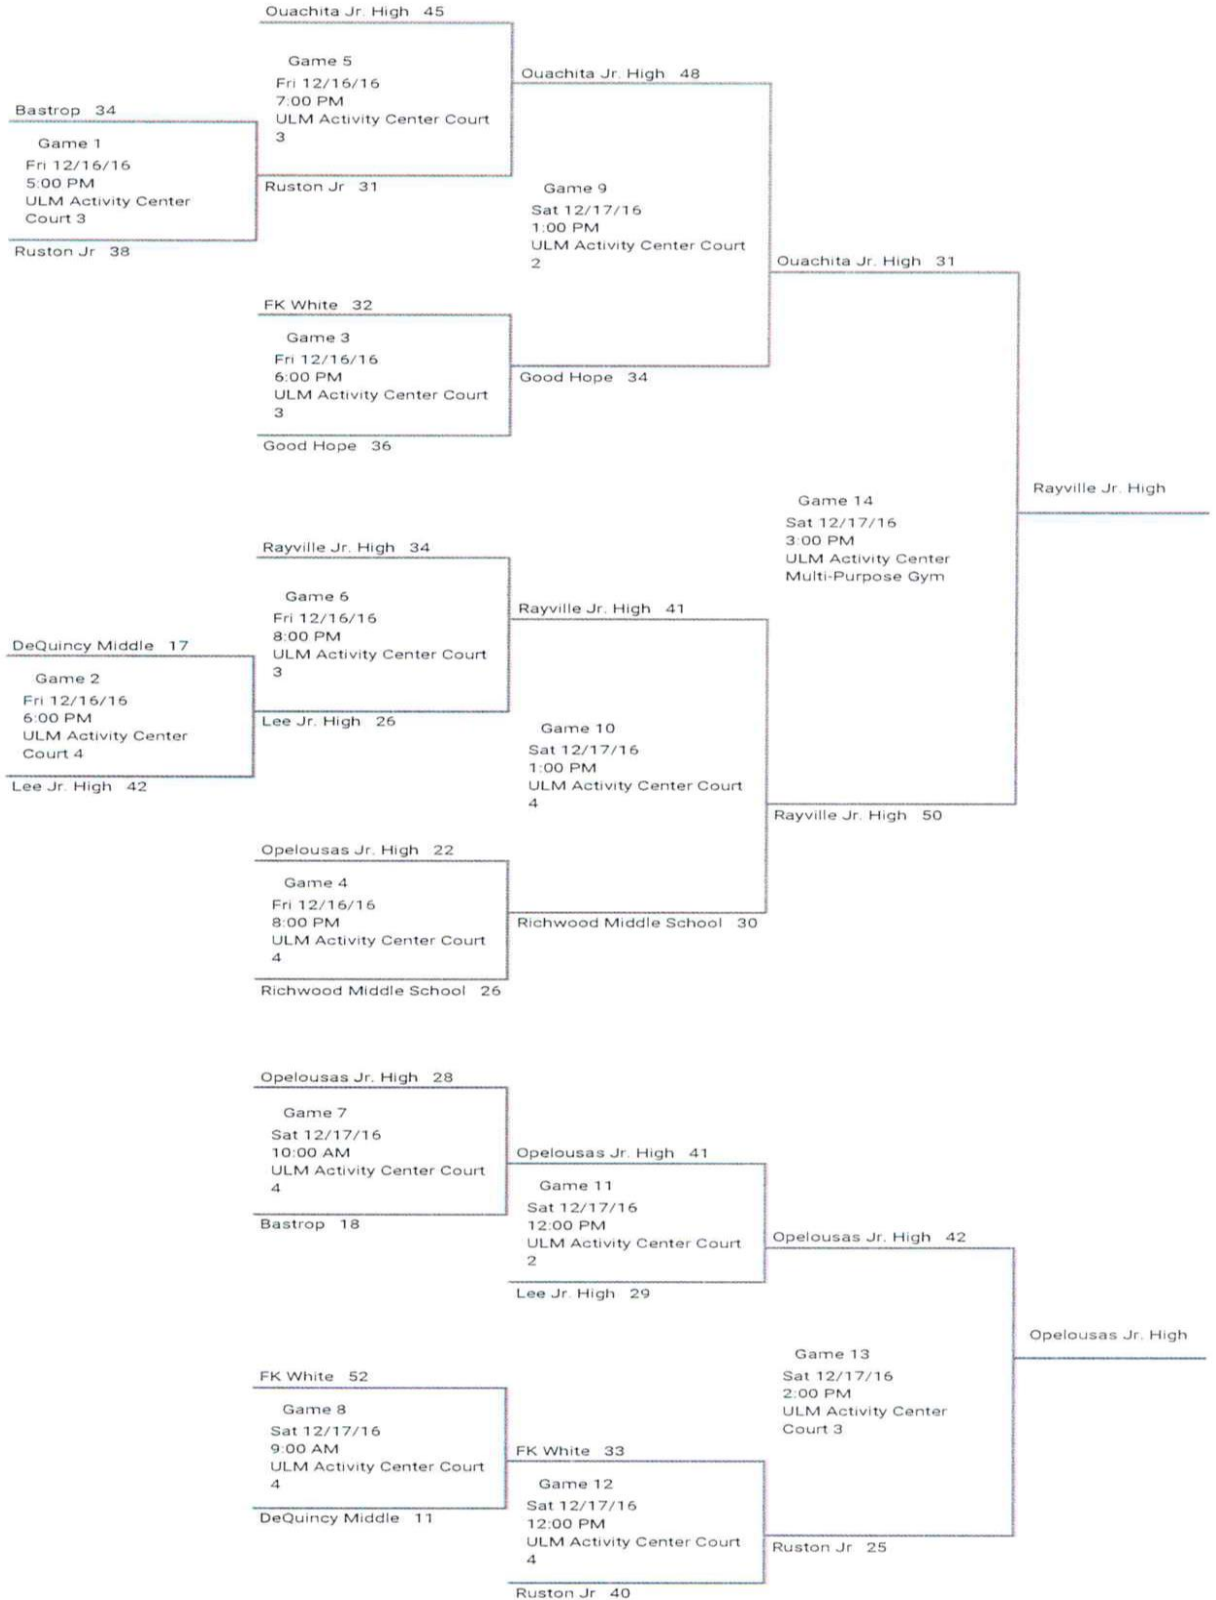 Ouachita Jr. High 45
Game 5
Fri 12/16/16
7:00 PM
ULM Activity Center Court
3
Ruston Jr 31
Bastrop 34
Game 1
Fri 12/16/16
5:00 PM
ULM Activity Center
Court 3
Ruston Jr 38
Ouachita Jr. High 48
Game 9
Sat 12/17/16
1:00 PM
ULM Activity Center Court
2
Good Hope 34
FK White 32
Game 3
Fri 12/16/16
6:00 PM
ULM Activity Center Court
3
Good Hope 36
Ouachita Jr. High 31
Game 14
Sat 12/17/16
3:00 PM
ULM Activity Center
Multi-Purpose Gym
Rayville Jr. High 50
Rayville Jr. High
Rayville Jr. High 34
Game 6
Fri 12/16/16
8:00 PM
ULM Activity Center Court
3
Lee Jr. High 26
DeQuincy Middle 17
Game 2
Fri 12/16/16
6:00 PM
ULM Activity Center
Court 4
Lee Jr. High 42
Rayville Jr. High 41
Game 10
Sat 12/17/16
1:00 PM
ULM Activity Center Court
4
Richwood Middle School 30
Opelousas Jr. High 22
Game 4
Fri 12/16/16
8:00 PM
ULM Activity Center Court
4
Richwood Middle School 26
Opelousas Jr. High 28
Game 7
Sat 12/17/16
10:00 AM
ULM Activity Center Court
4
Bastrop 18
Opelousas Jr. High 41
Game 11
Sat 12/17/16
12:00 PM
ULM Activity Center Court
2
Lee Jr. High 29
Opelousas Jr. High 42
Game 13
Sat 12/17/16
2:00 PM
ULM Activity Center
Court 3
Ruston Jr 25
Opelousas Jr. High
FK White 52
Game 8
Sat 12/17/16
9:00 AM
ULM Activity Center Court
4
DeQuincy Middle 11
FK White 33
Game 12
Sat 12/17/16
12:00 PM
ULM Activity Center Court
4
Ruston Jr 40